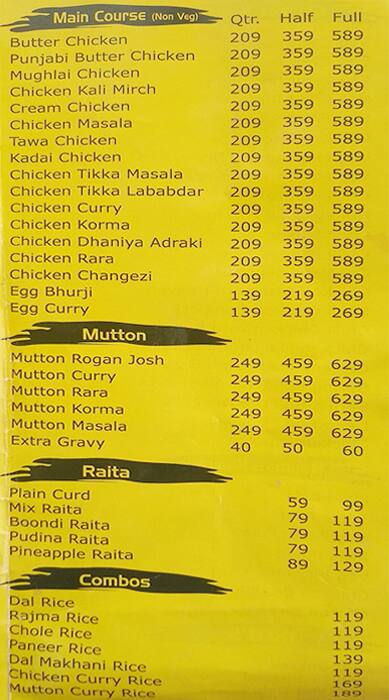 Main Course (Non Veg) Qtr. Half Full
Butter Chicken 209 359 589
Punjabi Butter Chicken 209 359 589
Mughlai Chicken 209 359 589
Chicken Kali Mirch 209 359 589
Cream Chicken 209 359 589
Chicken Masala 209 359 589
Tawa Chicken 209 359 589
Kadai Chicken 209 359 589
Chicken Tikka Masala 209 359 589
Chicken Tikka Lababdar 209 359 589
Chicken Curry 209 359 589
Chicken Korma 209 359 589
Chicken Dhaniya Adraki 209 359 589
Chicken Rara 209 359 589
Chicken Changezi 209 359 589
Egg Bhurji 139 219 269
Egg Curry 139 219 269
Mutton
Mutton Rogan Josh 249 459 629
Mutton Curry 249 459 629
Mutton Rara 249 459 629
Mutton Korma 249 459 629
Mutton Masala 249 459 629
Extra Gravy 40 50 60
Raita
Plain Curd 59 99
Mix Raita 79 119
Boondi Raita 79 119
Pudina Raita 79 119
Pineapple Raita 89 129
Combos
Dal Rice 119
Rajma Rice 119
Chole Rice 119
Paneer Rice 139
Dal Makhani Rice 119
Chicken Curry Rice 169
Mutton Curry Rice 189